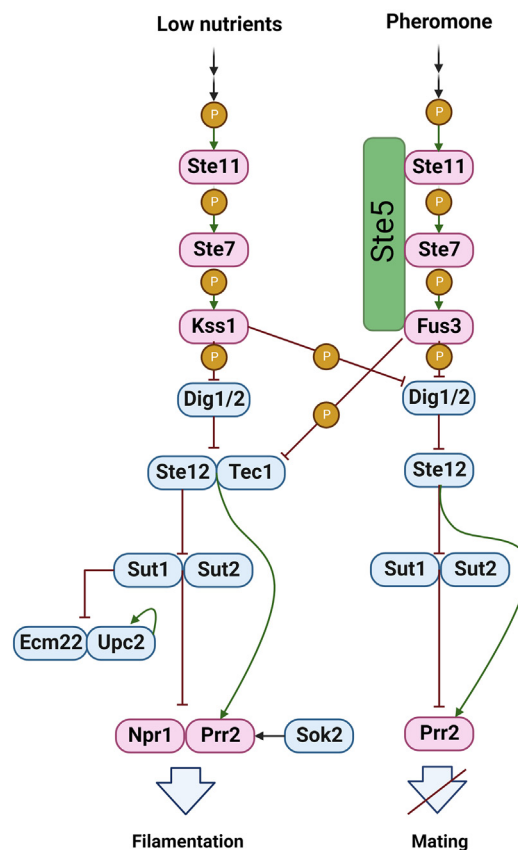 Low nutrients
Pheromone
P
P
Ste11
Ste11
P
P
Ste5
Ste7
Ste7
P
P
Kss1
Fus3
P
P
P
Dig1/2
Dig1/2
P
Ste12
Tec1
Ste12
Sut1
Sut2
Sut1
Sut2
Ecm22
Upc2
Npr1
Prr2
Sok2
Prr2
Filamentation
Mating